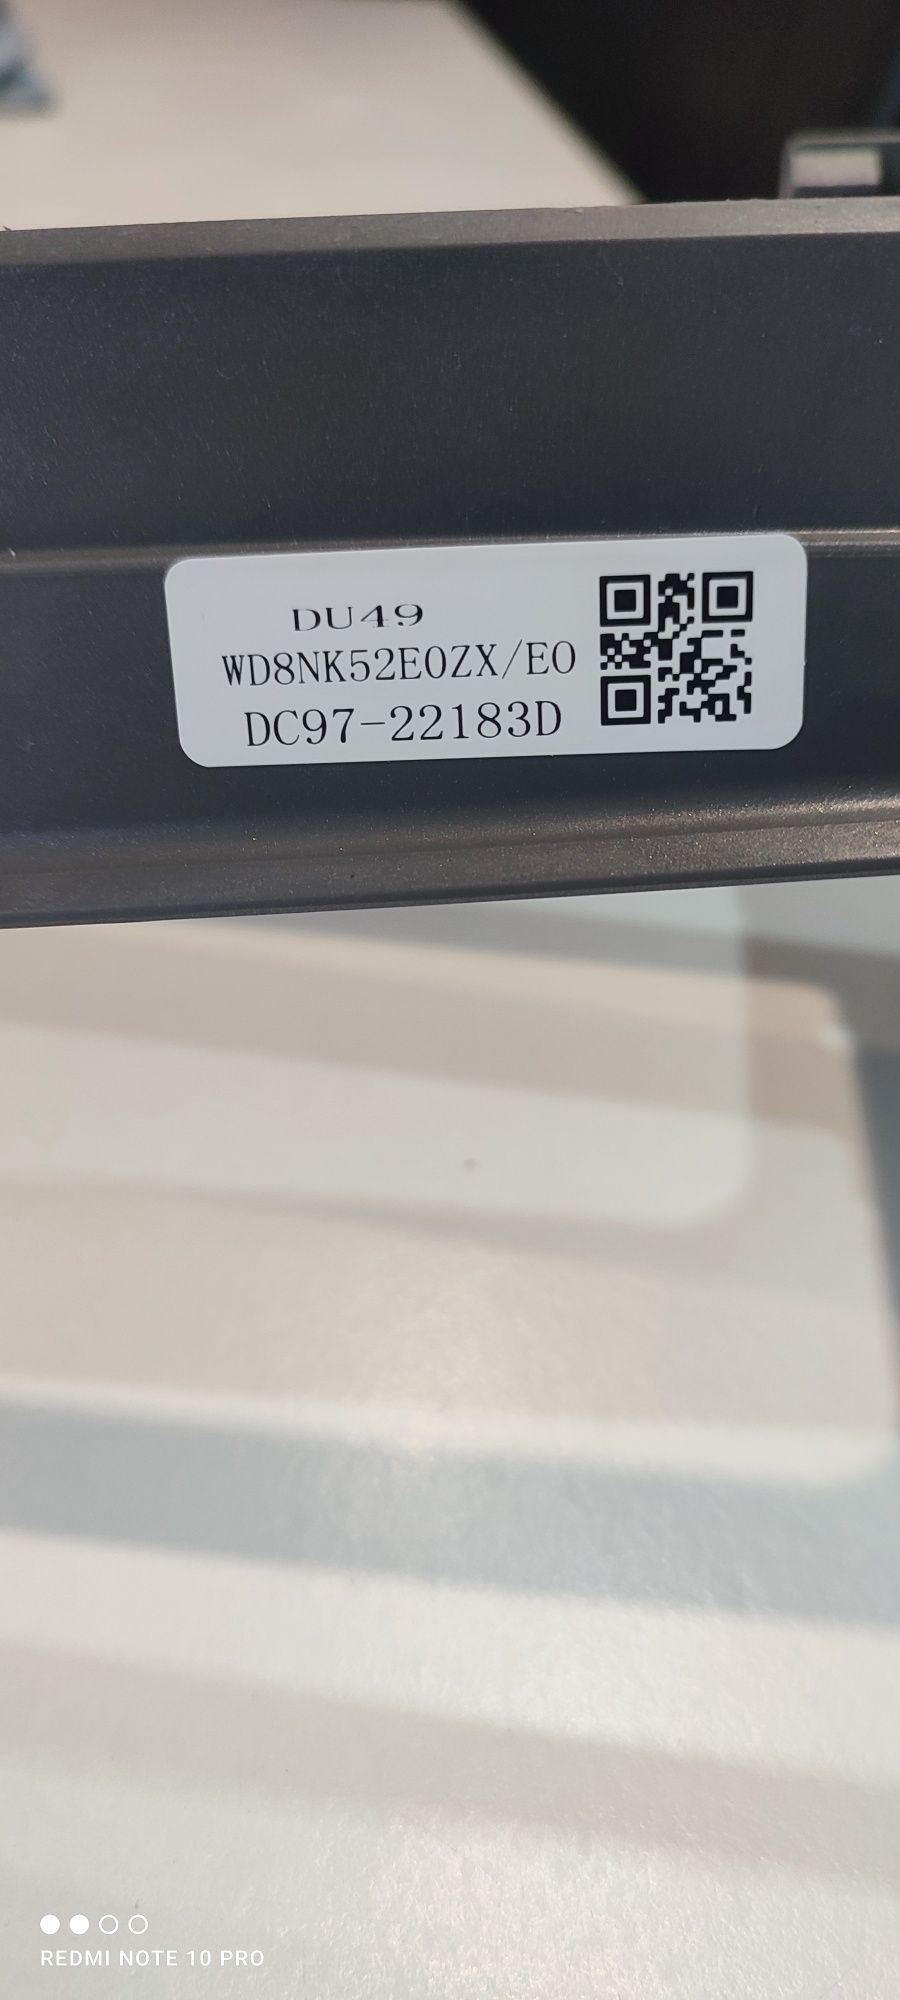 DU49
WD8NK52E0ZX/EO
DC97-22183D
REDMI NOTE 10 PRO